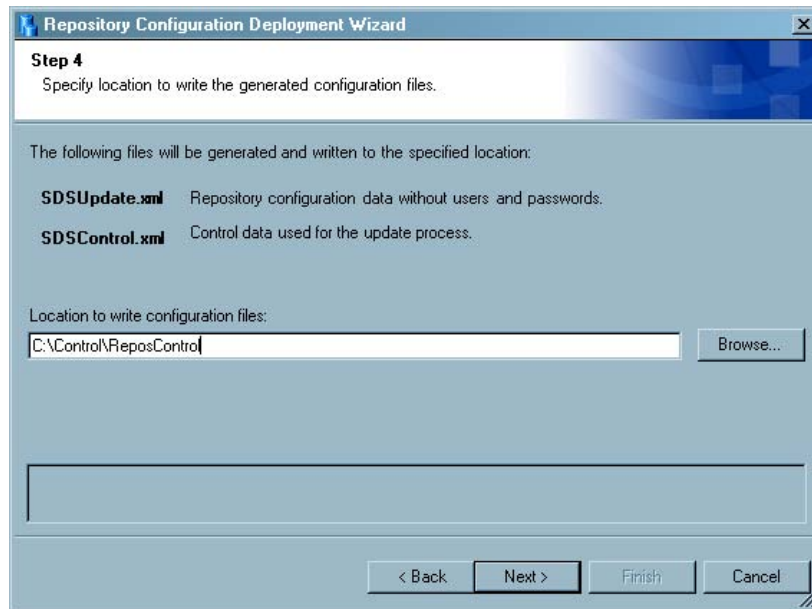 Repository Configuration Deployment Wizard
Step 4
Specify location to write the generated configuration files.
The following files will be generated and written to the specified location:
SDSUpdate.xml Repository configuration data without users and passwords.
SDSControl.xml Control data used for the update process.
Location to write configuration files:
C:\Control\ReposControl
Browse...
< Back Next > Finish Cancel